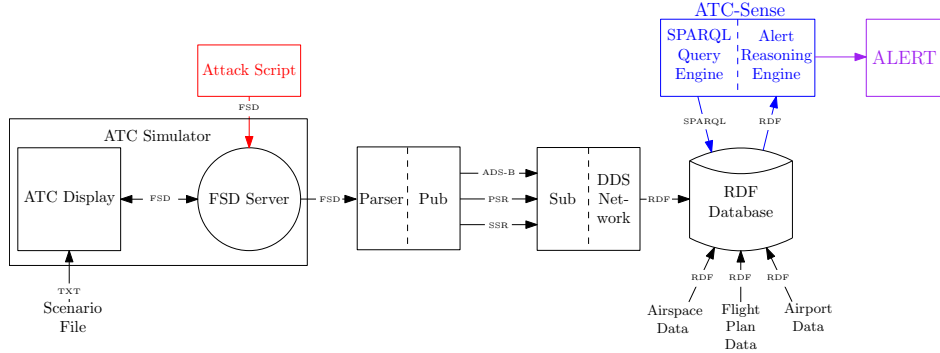 ATC-Sense
SPARQL
Query
Engine
Alert
Reasoning
Engine
ALERT
Attack Script
FSD
SPARQL
RDF
ATC Simulator
ATC Display
FSD
FSD Server
FSD
Parser
Pub
ADS-B
PSR
SSR
Sub
DDS
Net-
work
RDF
RDF
Database
TXT
Scenario
File
RDF
RDF
RDF
Airspace
Data
Flight
Plan
Data
Airport
Data